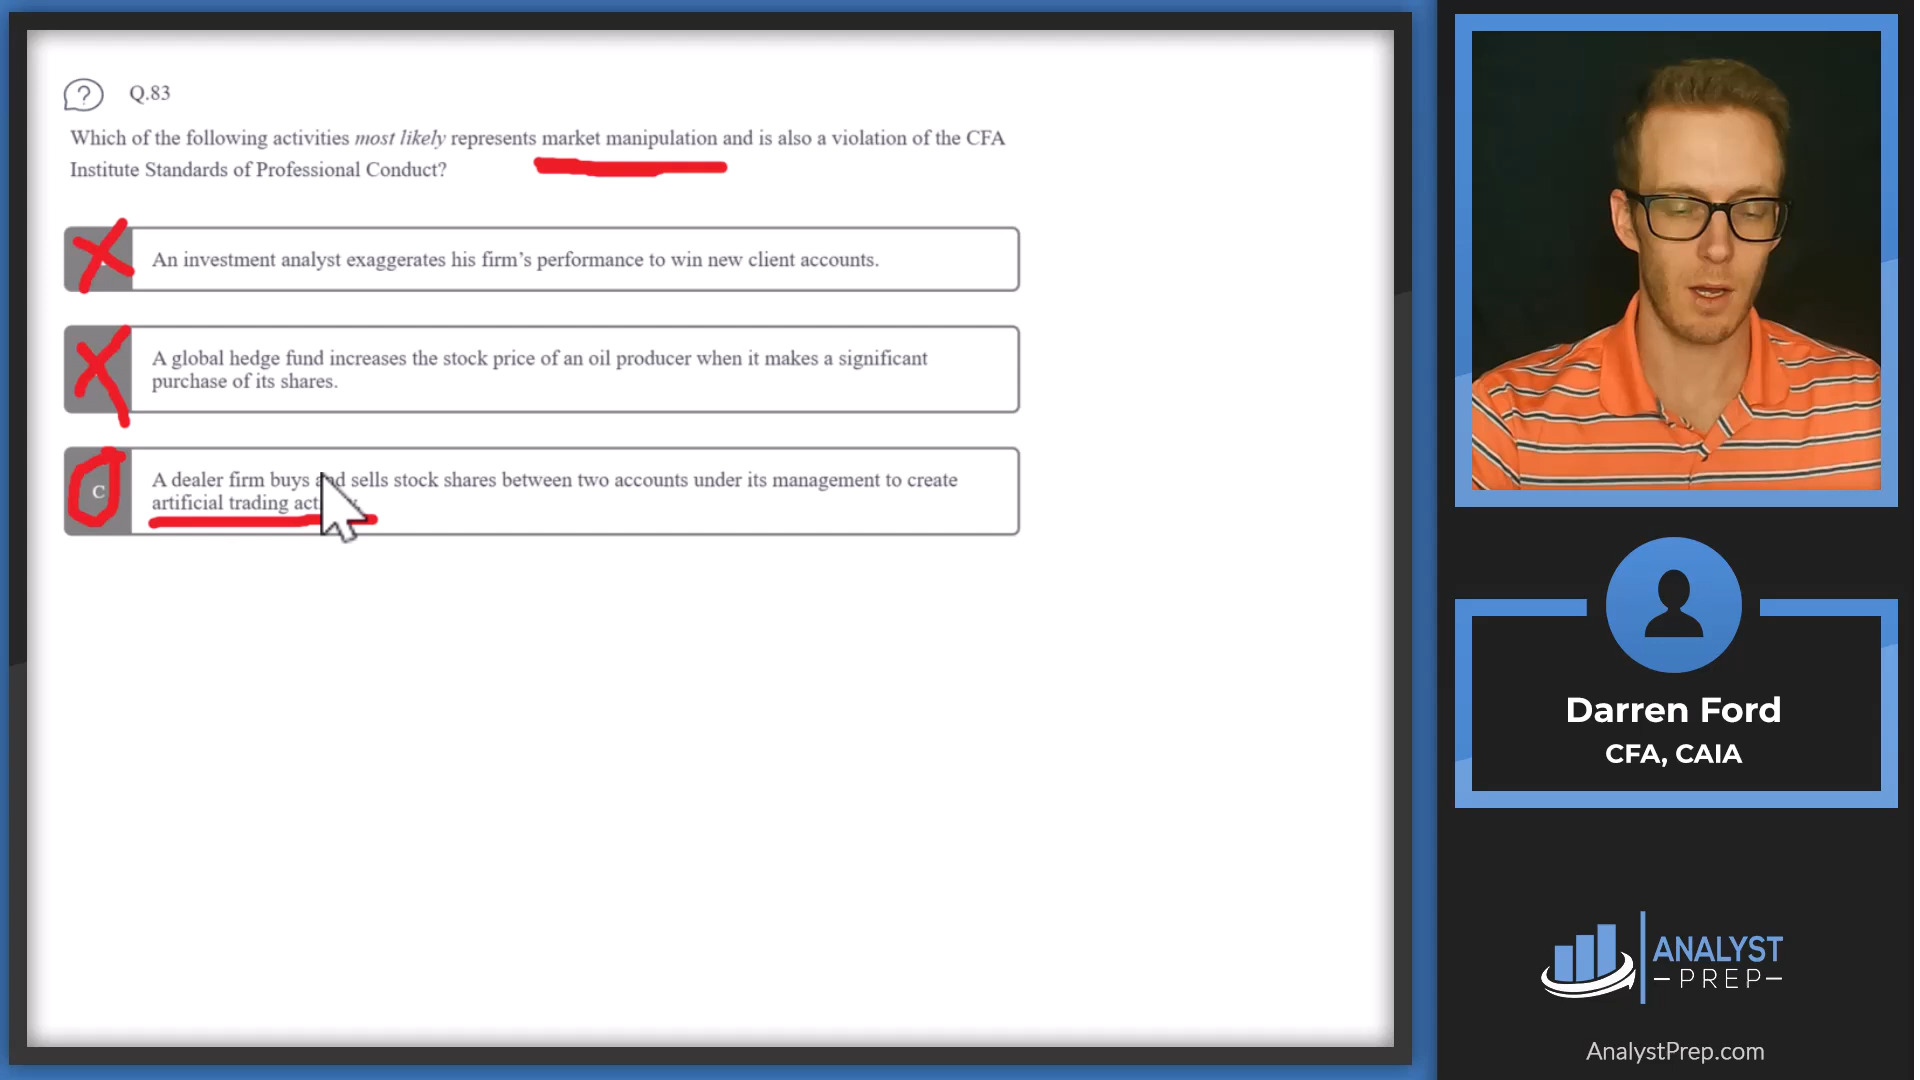 Q.83
Which of the following activities most likely represents market manipulation and is also a violation of the CFA
Institute Standards of Professional Conduct?
An investment analyst exaggerates his firm's performance to win new client accounts.
A global hedge fund increases the stock price of an oil producer when it makes a significant
purchase of its shares.
C
A dealer firm buys and sells stock shares between two accounts under its management to create
artificial trading
Darren Ford
CFA, CAIA
ANALYST
PREP
AnalystPrep.com